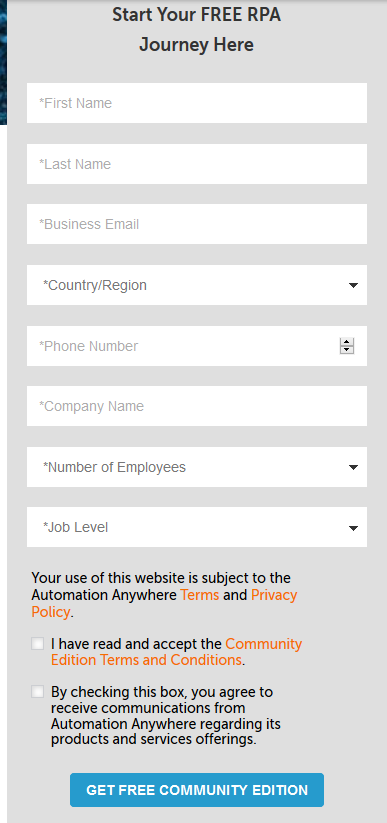 Start Your FREE RPA
Journey Here
*First Name
*Last Name
*Business Email
*Country/Region
*Phone Number
*Company Name
*Number of Employees
*Job Level
Your use of this website is subject to the
Automation Anywhere Terms and Privacy
Policy.
I have read and accept the Community
Edition Terms and Conditions.
By checking this box, you agree to
receive communications from
Automation Anywhere regarding its
products and services offerings.
GET FREE COMMUNITY EDITION